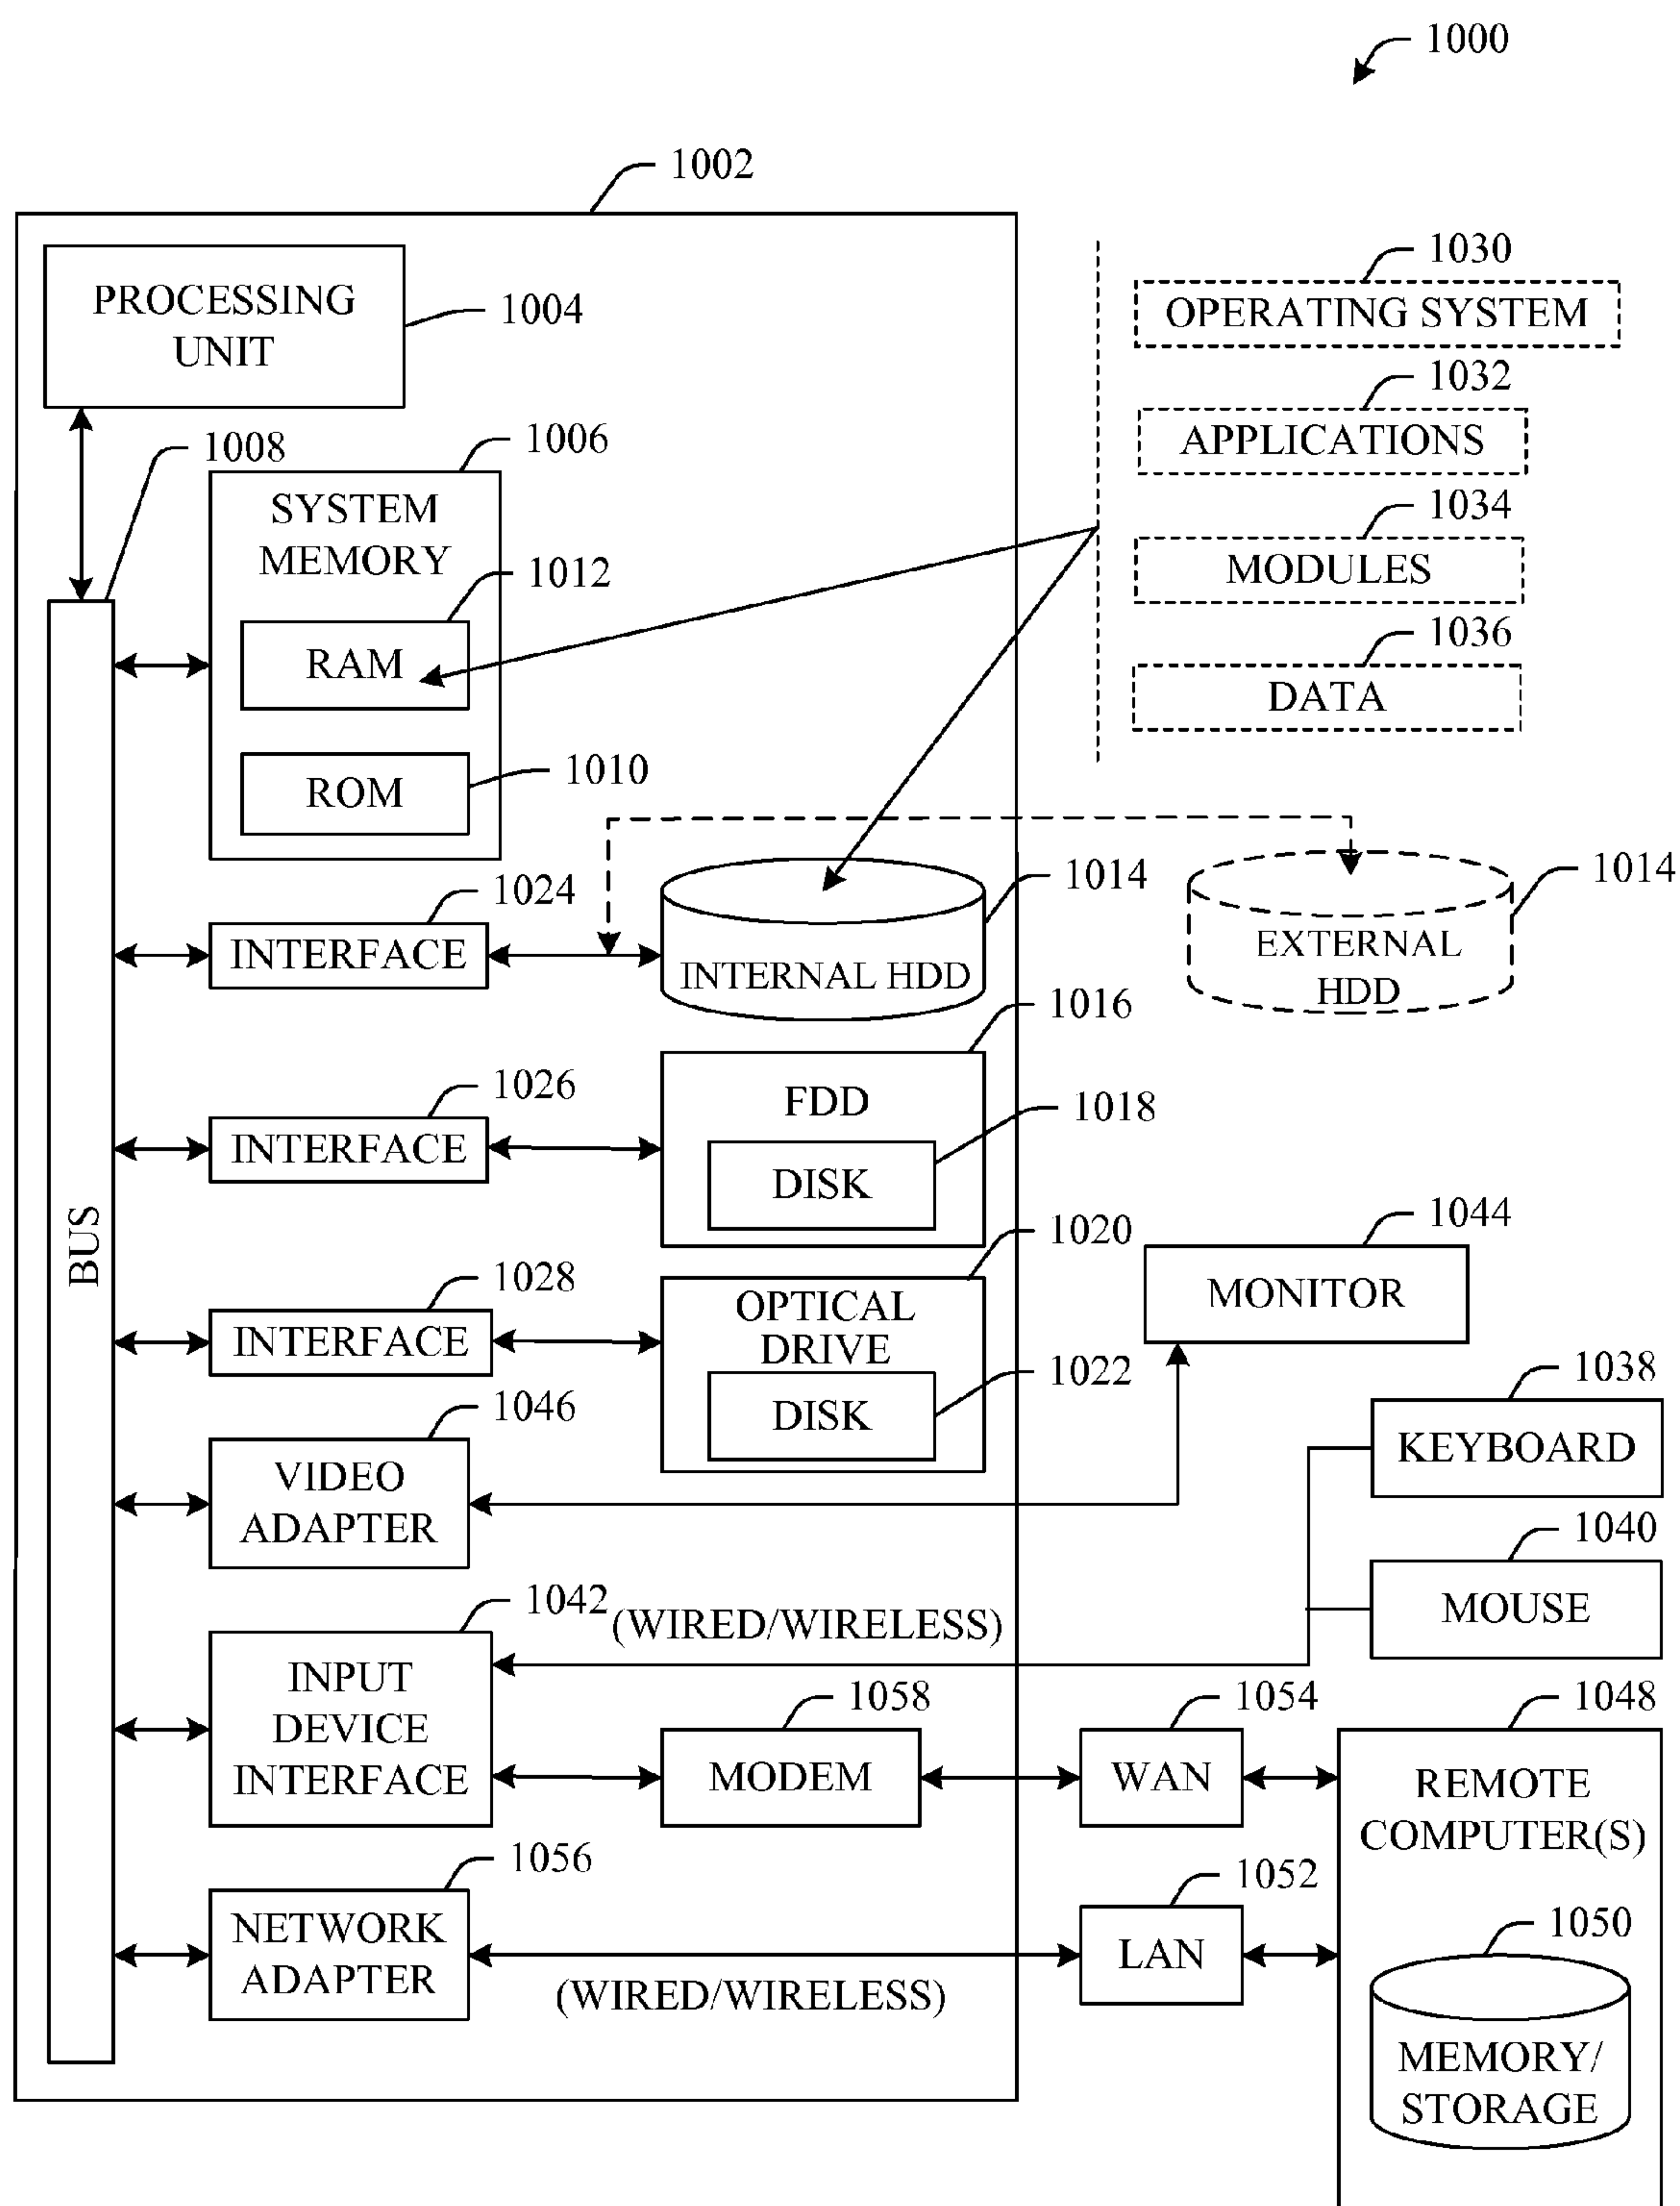 1000
1002
PROCESSING
UNIT
1004
1030
OPERATING SYSTEM
1032
APPLICATIONS
1034
MODULES
1036
DATA
1008
1006
SYSTEM
MEMORY
1012
RAM
1010
ROM
1024
INTERFACE
1014
INTERNAL HDD
1014
EXTERNAL
HDD
1026
INTERFACE
1016
FDD
1018
DISK
BUS
1028
INTERFACE
1020
OPTICAL
DRIVE
1022
DISK
1044
MONITOR
1046
VIDEO
ADAPTER
1038
KEYBOARD
1040
MOUSE
1042
(WIRED/WIRELESS)
INPUT
DEVICE
INTERFACE
1058
MODEM
1054
WAN
1048
REMOTE
COMPUTER(S)
1056
NETWORK
ADAPTER
(WIRED/WIRELESS)
1052
LAN
1050
MEMORY/
STORAGE